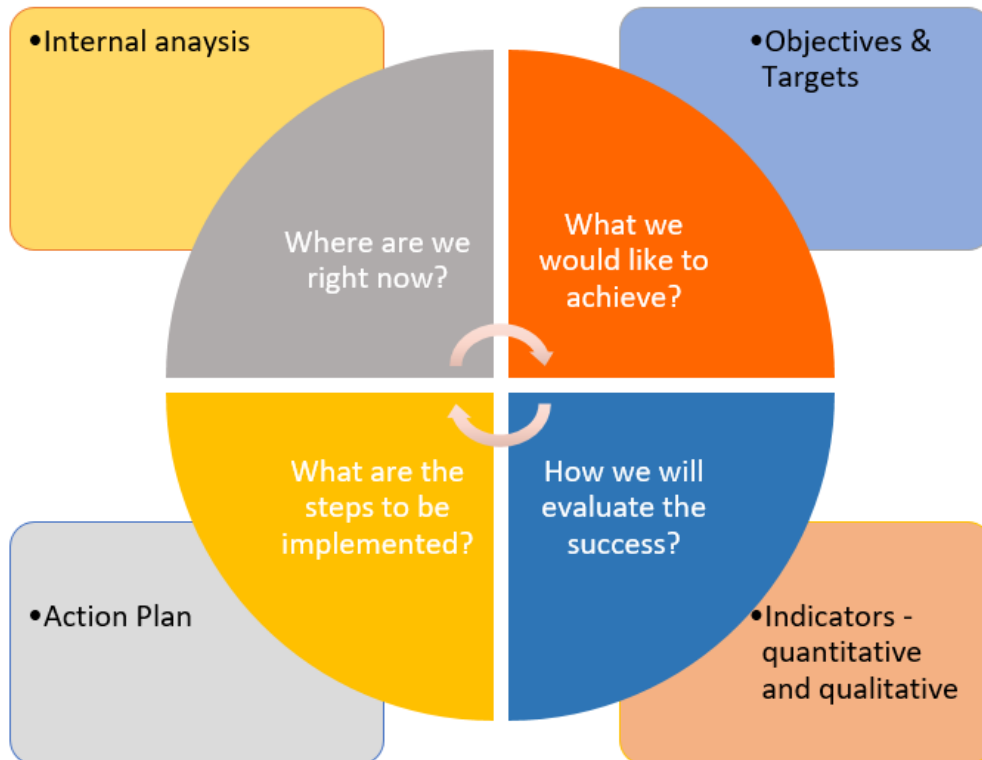 •Internal anaysis
•Objectives &
Targets
Where are we
right now?
What we
would like to
achieve?
What are the
steps to be
implemented?
How we will
evaluate the
success?
•Action Plan
•Indicators -
quantitative
and qualitative